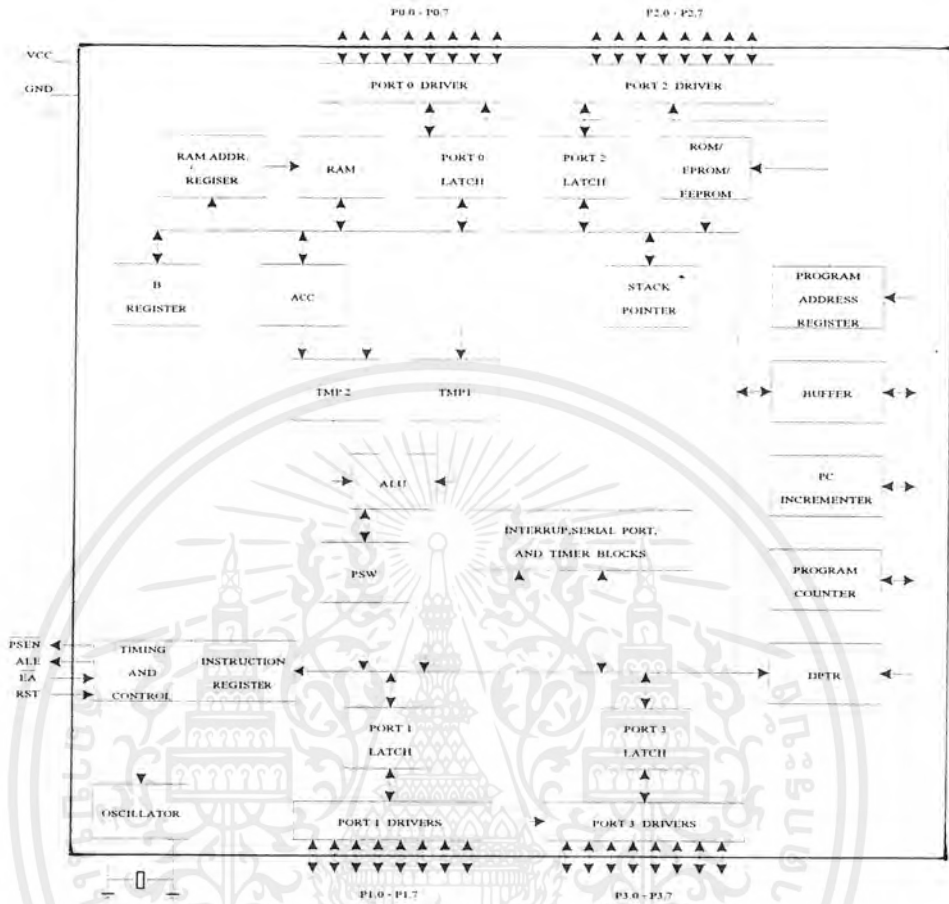 P0.0 - P0.7
P2.0 - P2.7
VCC
GND
PORT 0 DRIVER
PORT 2 DRIVER
RAM ADDR.
REGISER
RAM
PORT 0
LATCH
PORT 2
LATCH
ROM/
EPROM/
EEPROM
B
REGISTER
ACC
STACK
POINTER
PROGRAM
ADDRESS
REGISTER
TMP 2
TMP1
BUFFER
ALU
PC
INCREMENTER
INTERRUP,SERIAL PORT,
AND TIMER BLOCKS
PSW
PROGRAM
COUNTER
PSEN
ALE
EA
RST
TIMING
AND
CONTROL
INSTRUCTION
REGISTER
DPTR
PORT 1
LATCH
PORT 3
LATCH
OSCILLATOR
PORT 1 DRIVERS
PORT 3 DRIVERS
P1.0 - P1.7
P3.0 - P3.7